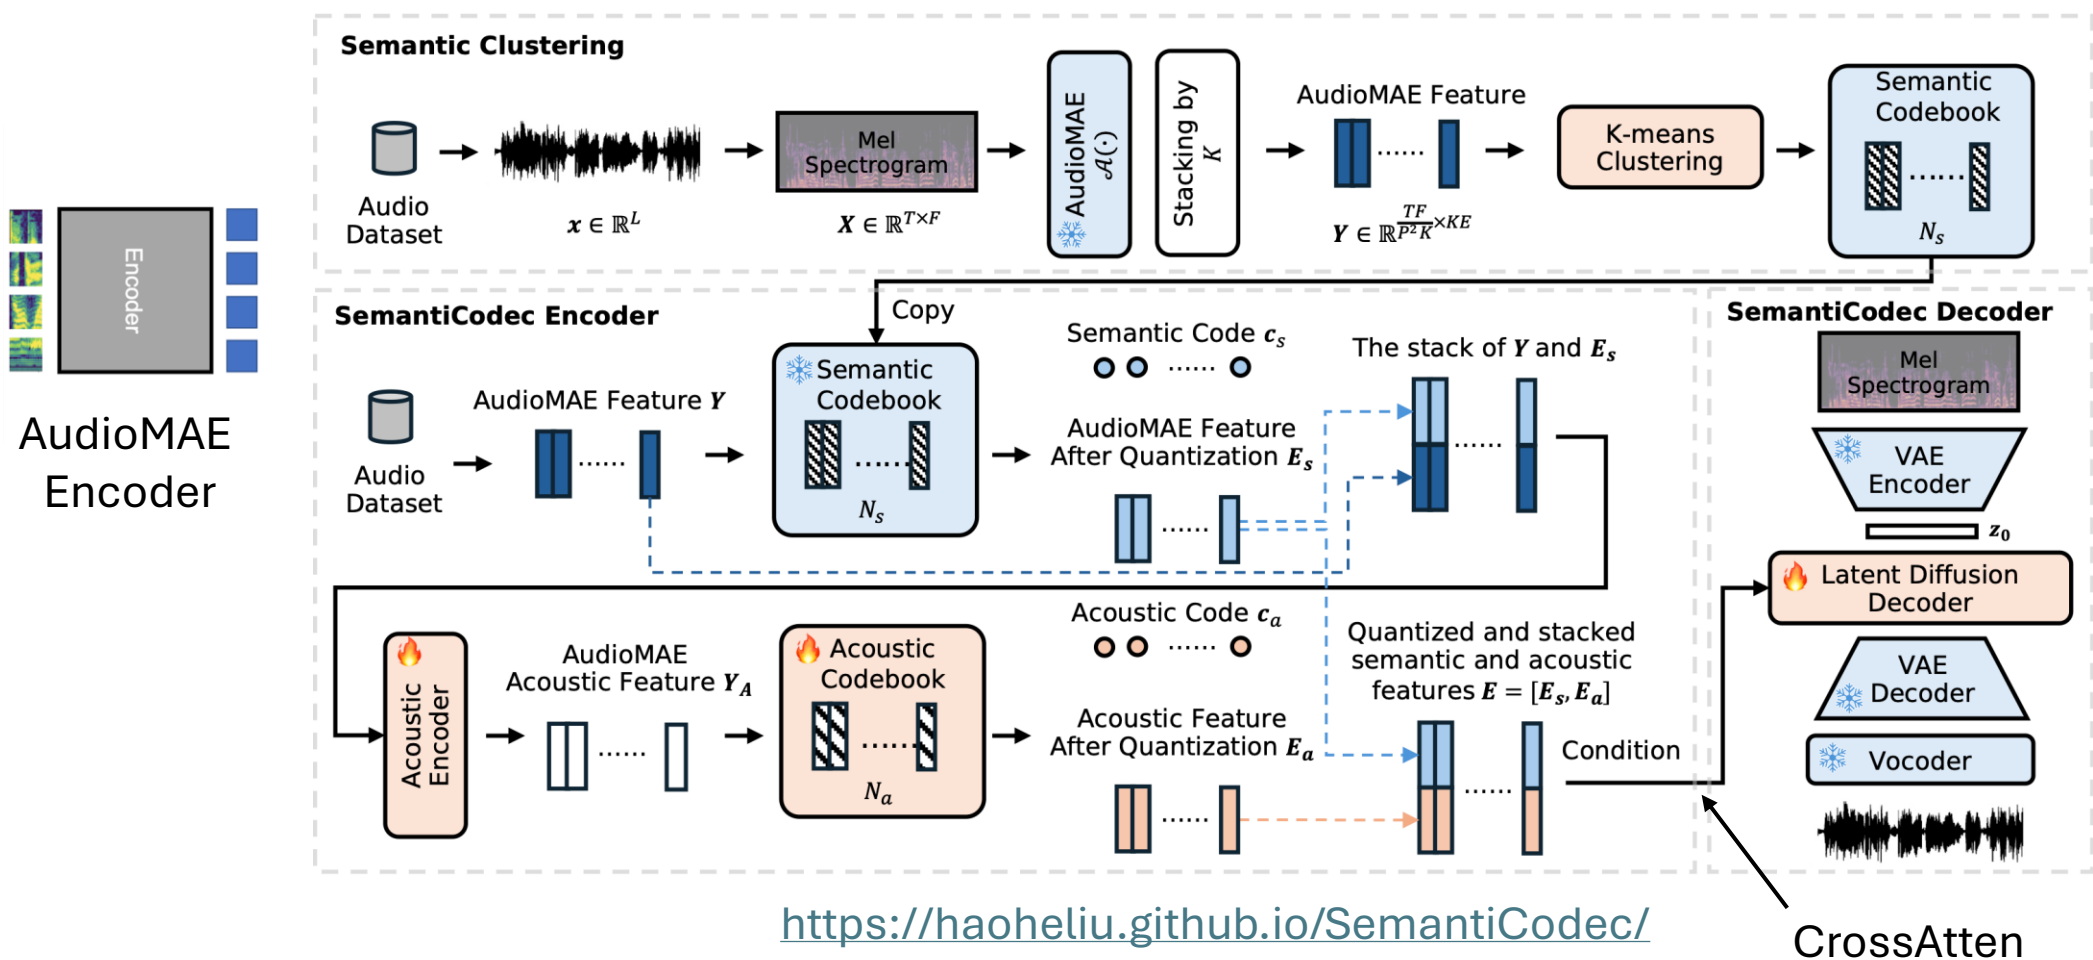 Encoder
AudioMAE
Encoder
Semantic Clustering
Audio
Dataset
x ∈ ℝ^L
Mel
Spectrogram
X ∈ ℝ^{T×F}
AudioMAE
𝒜(·)
Stacking by
K
AudioMAE Feature
Y ∈ ℝ^{\frac{TF}{P^2K}×KE}
K-means
Clustering
Semantic
Codebook
......
N_s
SemantiCodec Encoder
Copy
Audio
Dataset
AudioMAE Feature Y
......
Semantic
Codebook
......
N_s
Semantic Code c_s
......
AudioMAE Feature
After Quantization E_s
......
The stack of Y and E_s
......
Acoustic
Encoder
AudioMAE
Acoustic Feature Y_A
......
Acoustic
Codebook
......
N_a
Acoustic Code c_a
......
Acoustic Feature
After Quantization E_a
......
Quantized and stacked
semantic and acoustic
features E = [E_s, E_a]
......
Condition
SemantiCodec Decoder
Mel
Spectrogram
VAE
Encoder
z_0
Latent Diffusion
Decoder
VAE
Decoder
Vocoder
https://haoheliu.github.io/SemantiCodec/
CrossAtten